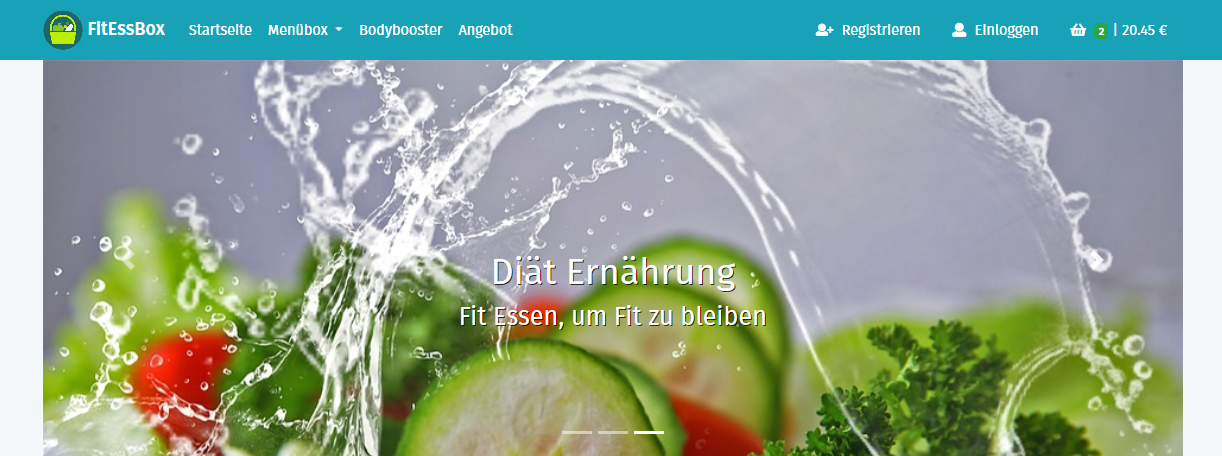 FitEssBox Startseite Menübox Bodybooster Angebot Registrieren Einloggen 2 | 20.45 €
Diät Ernährung
Fit Essen, um Fit zu bleiben